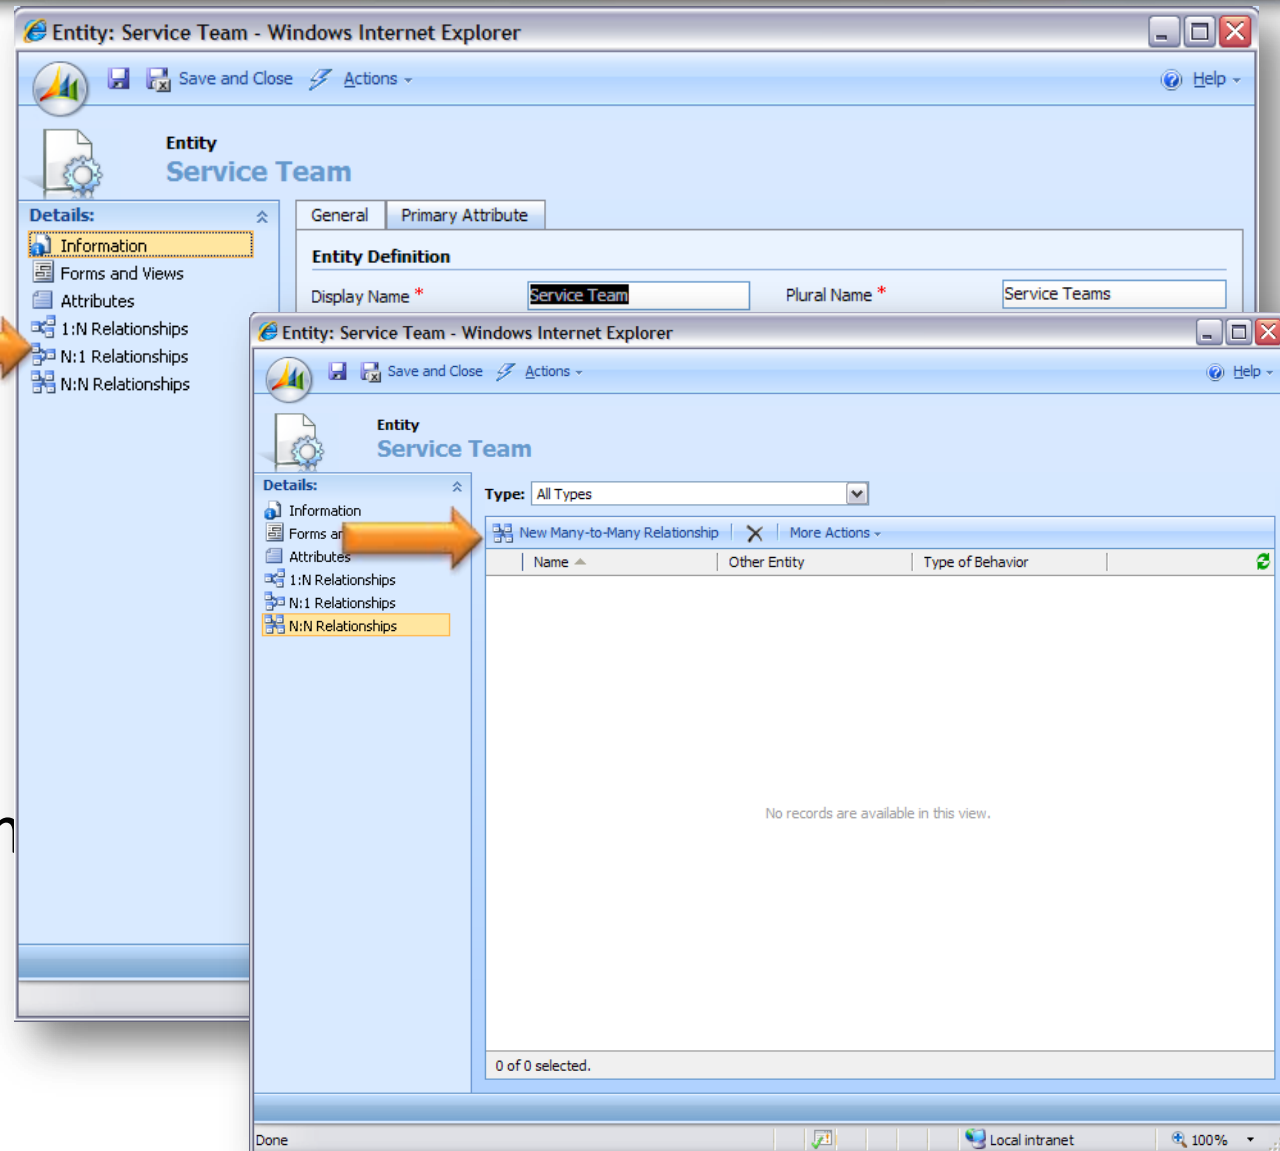 Entity: Service Team - Windows Internet Explorer
Save and Close Actions Help
Entity
Service Team
Details:
Information
Forms and Views
Attributes
1:N Relationships
N:1 Relationships
N:N Relationships
General Primary Attribute
Entity Definition
Display Name * Service Team Plural Name * Service Teams
Entity: Service Team - Windows Internet Explorer
Save and Close Actions Help
Entity
Service Team
Details:
Information
Forms
Attributes
1:N Relationships
N:1 Relationships
N:N Relationships
Type: All Types
New Many-to-Many Relationship More Actions
Name Other Entity Type of Behavior
No records are available in this view.
0 of 0 selected.
Done Local intranet 100%